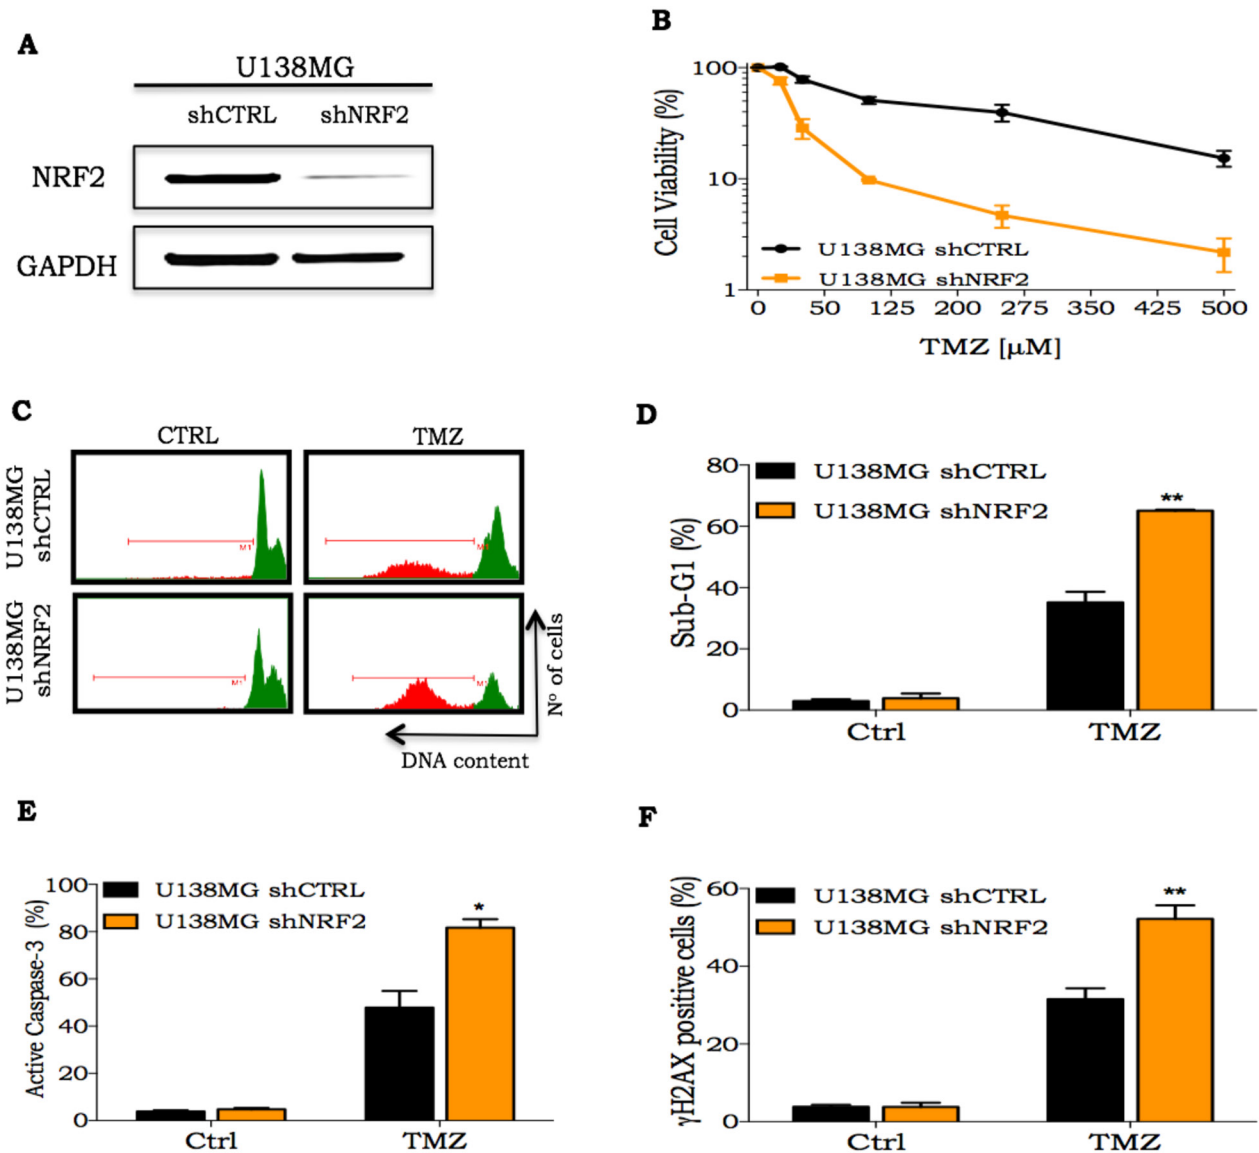 A
U138MG
shCTRL shNRF2
NRF2
GAPDH
B
Cell Viability (%)
100
10
1
U138MG shCTRL
U138MG shNRF2
0 50 125 200 275 350 425 500
TMZ [µM]
C
CTRL TMZ
U138MG
shCTRL
U138MG
shNRF2
M1
M1
M1
Nº of cells
DNA content
D
Sub-G1 (%)
80
60
40
20
0
U138MG shCTRL
U138MG shNRF2
**
Ctrl TMZ
E
Active Caspase-3 (%)
100
80
60
40
20
0
U138MG shCTRL
U138MG shNRF2
*
Ctrl TMZ
F
γH2AX positive cells (%)
60
40
20
0
U138MG shCTRL
U138MG shNRF2
**
Ctrl TMZ